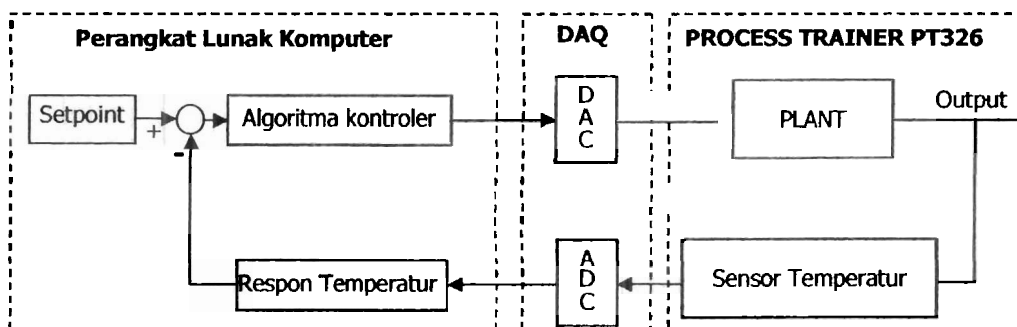 Perangkat Lunak Komputer
DAQ
PROCESS TRAINER PT326
Setpoint
+
-
Algoritma kontroler
D
A
C
PLANT
Output
Respon Temperatur
A
D
C
Sensor Temperatur